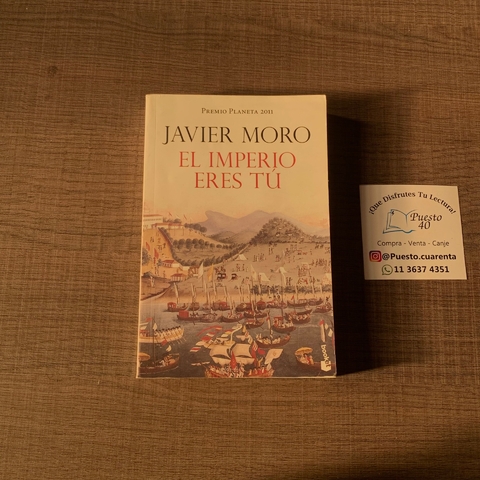 PREMIO PLANETA 2011
JAVIER MORO
EL IMPERIO
ERES TÚ
booket
¡Que Disfrutes Tu Lectura!
Puesto
40
Compra - Venta - Canje
@Puesto.cuarenta
11 3637 4351